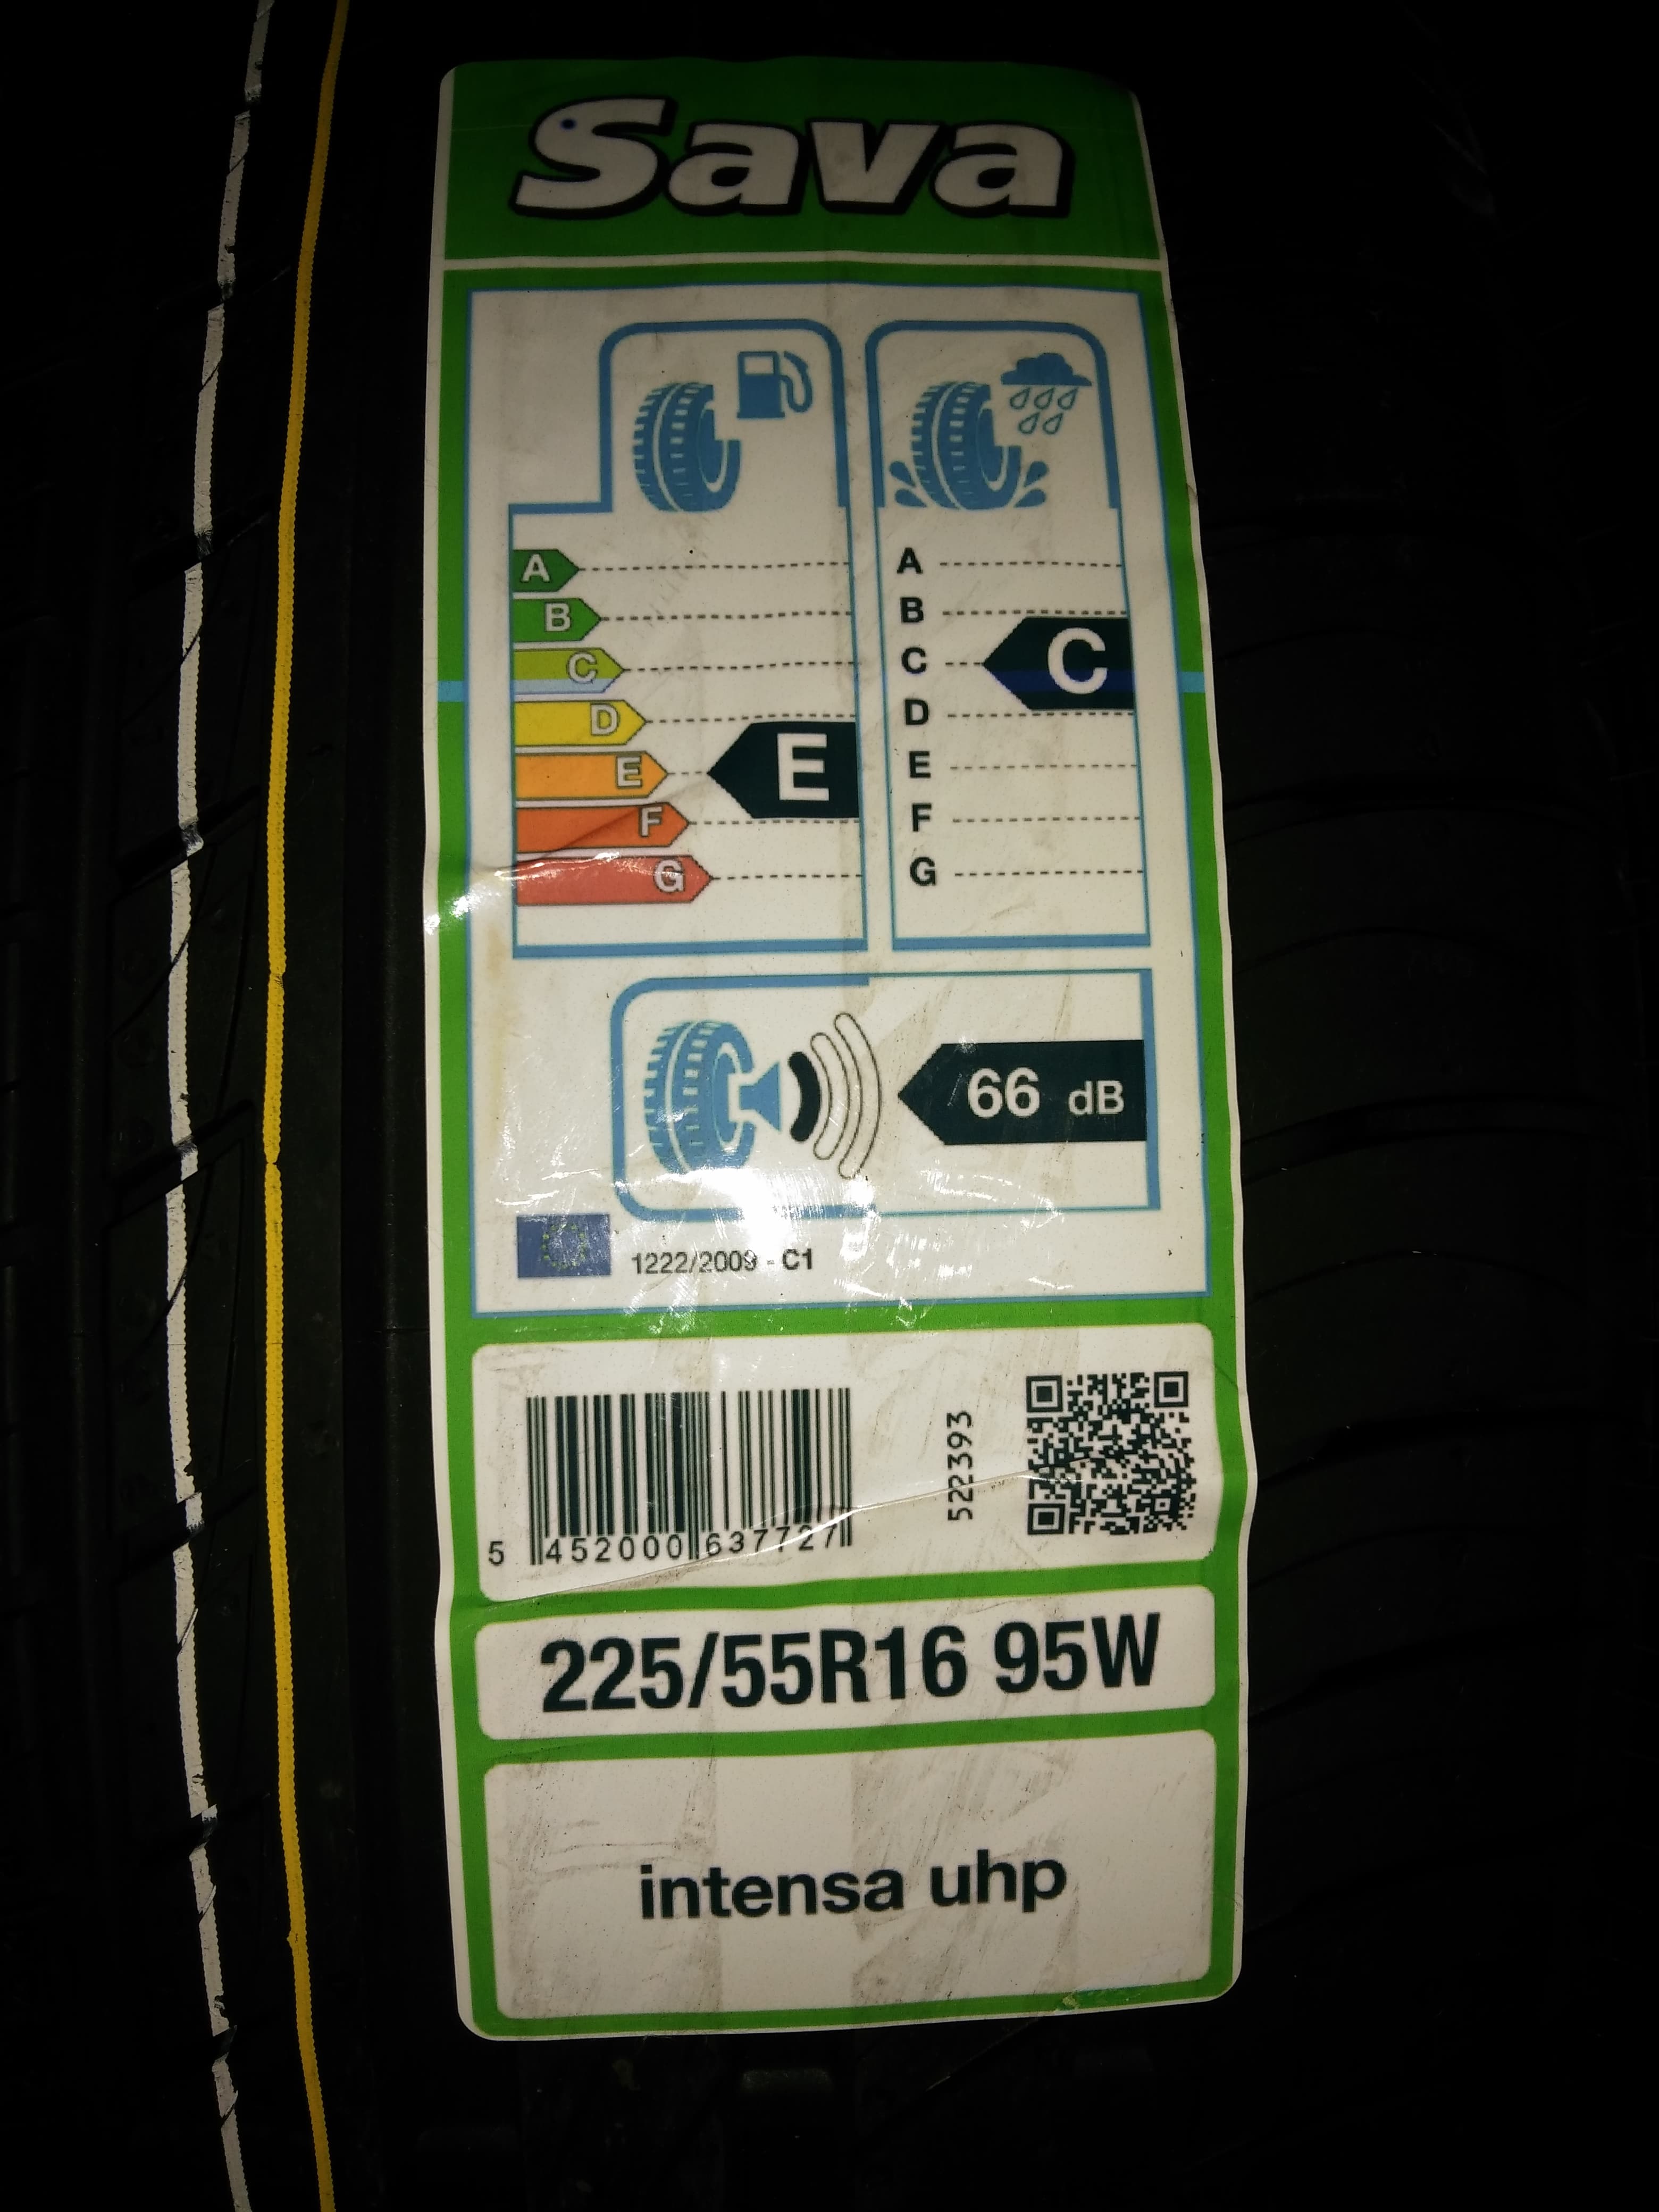 Sava
A
B
C
D
E
F
G
E
A
B
C
D
E
F
G
C
66 dB
1222/2009 - C1
5 452000 637727
522393
225/55R16 95W
intensa uhp